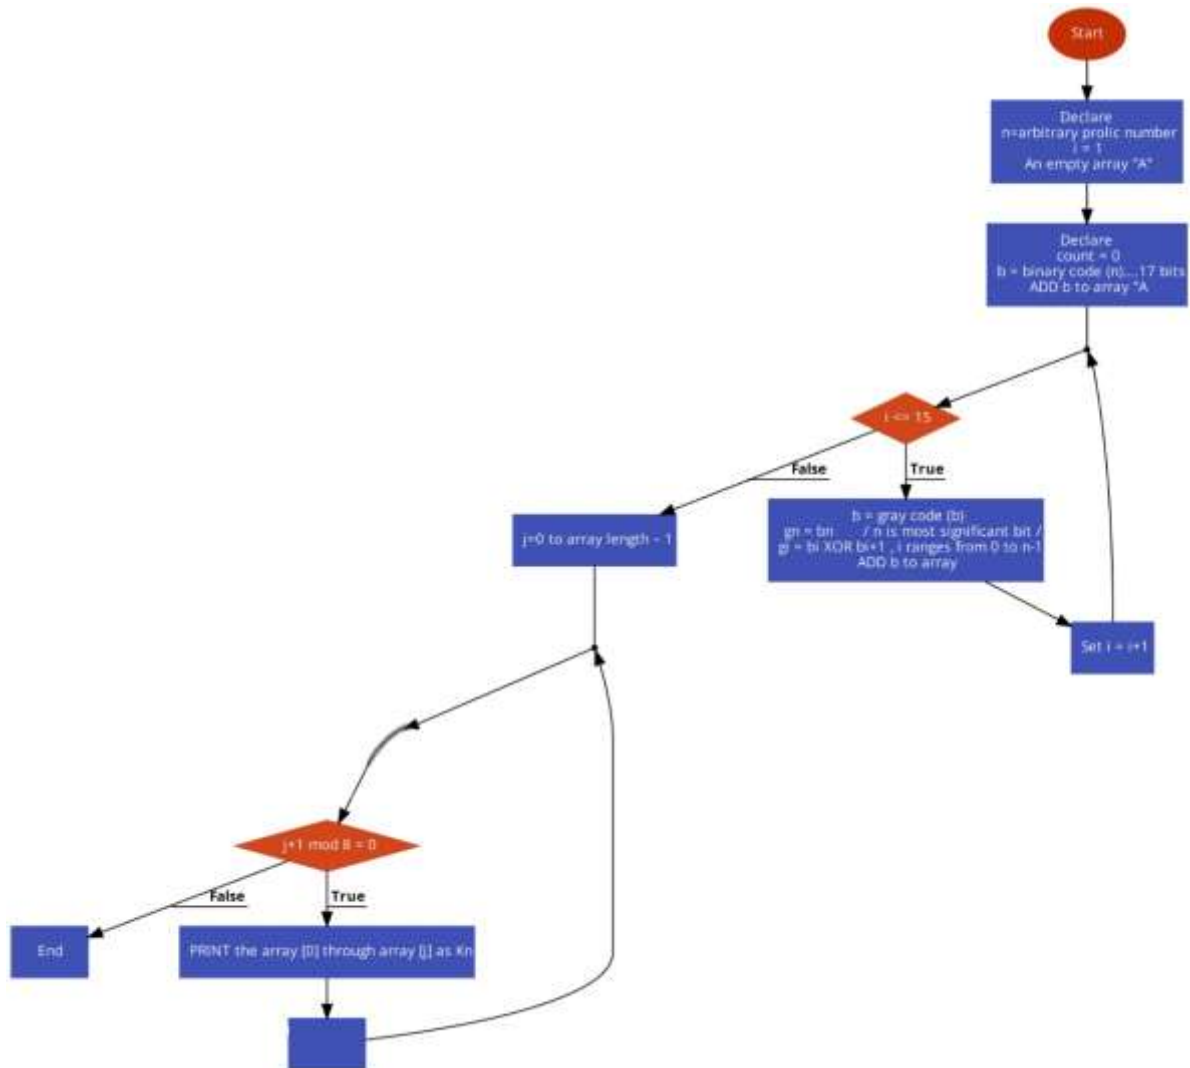 Start
Declare
n=arbitrary prolic number
i = 1
An empty array "A"
Declare
count = 0
b = binary code (n)....17 bits
ADD b to array "A
i <= 15
False
True
j=0 to array length - 1
b = gray code (b)
gn = bn / n is most significant bit /
gi = bi XOR bi+1 , i ranges from 0 to n-1
ADD b to array
Set i = i+1
j+1 mod 8 = 0
False
True
End
PRINT the array [0] through array [j] as Kn